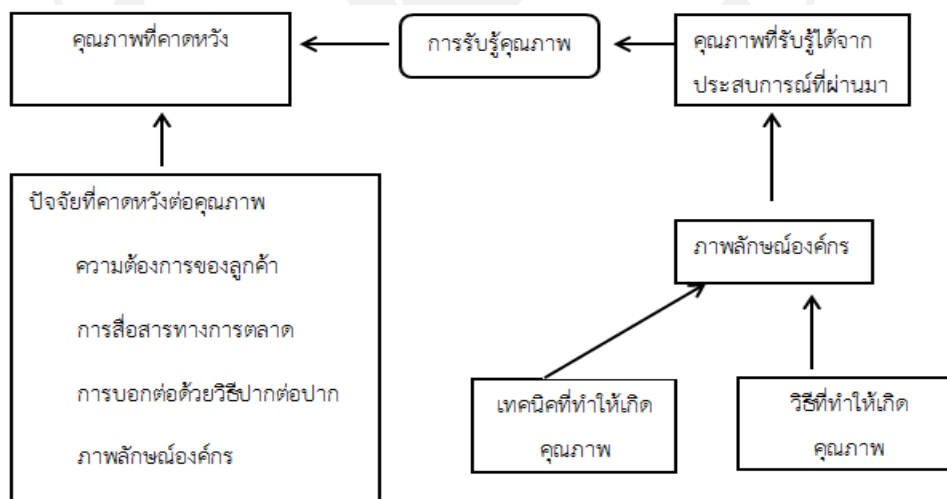 คุณภาพที่คาดหวัง
การรับรู้คุณภาพ
คุณภาพที่รับรู้ได้จาก
ประสบการณ์ที่ผ่านมา
ปัจจัยที่คาดหวังต่อคุณภาพ
ความต้องการของลูกค้า
การสื่อสารทางการตลาด
การบอกต่อด้วยวิธีปากต่อปาก
ภาพลักษณ์องค์กร
ภาพลักษณ์องค์กร
เทคนิคที่ทำให้เกิด
คุณภาพ
วิธีที่ทำให้เกิด
คุณภาพ